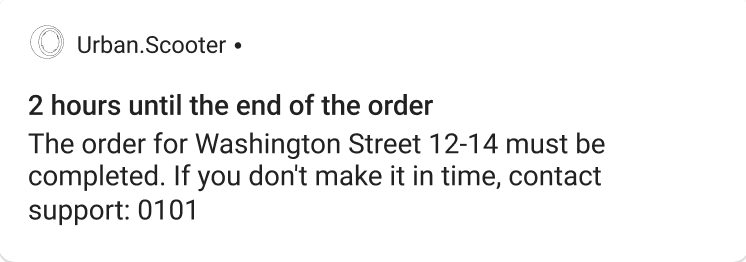 Urban.Scooter •
2 hours until the end of the order
The order for Washington Street 12-14 must be
completed. If you don't make it in time, contact
support: 0101